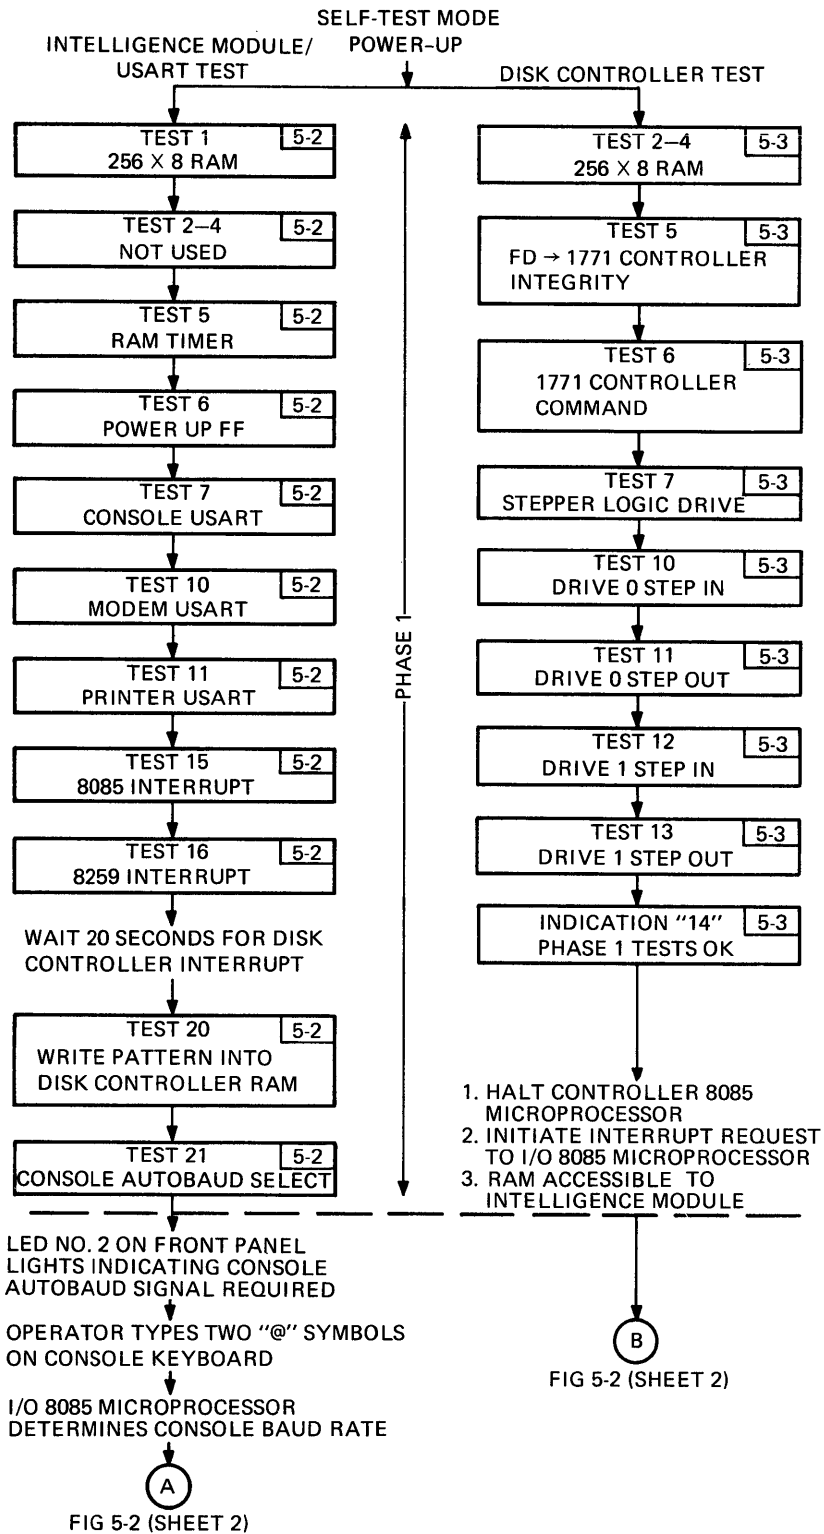 SELF-TEST MODE
POWER-UP
INTELLIGENCE MODULE/
USART TEST
DISK CONTROLLER TEST
TEST 1
5-2
256 X 8 RAM
TEST 2–4
5-2
NOT USED
TEST 5
5-2
RAM TIMER
TEST 6
5-2
POWER UP FF
TEST 7
5-2
CONSOLE USART
TEST 10
5-2
MODEM USART
TEST 11
5-2
PRINTER USART
TEST 15
5-2
8085 INTERRUPT
TEST 16
5-2
8259 INTERRUPT
WAIT 20 SECONDS FOR DISK
CONTROLLER INTERRUPT
TEST 20
5-2
WRITE PATTERN INTO
DISK CONTROLLER RAM
TEST 21
5-2
CONSOLE AUTOBAUD SELECT
PHASE 1
TEST 2–4
5-3
256 X 8 RAM
TEST 5
5-3
FD → 1771 CONTROLLER
INTEGRITY
TEST 6
5-3
1771 CONTROLLER
COMMAND
TEST 7
5-3
STEPPER LOGIC DRIVE
TEST 10
5-3
DRIVE 0 STEP IN
TEST 11
5-3
DRIVE 0 STEP OUT
TEST 12
5-3
DRIVE 1 STEP IN
TEST 13
5-3
DRIVE 1 STEP OUT
INDICATION "14"
5-3
PHASE 1 TESTS OK
1. HALT CONTROLLER 8085
MICROPROCESSOR
2. INITIATE INTERRUPT REQUEST
TO I/O 8085 MICROPROCESSOR
3. RAM ACCESSIBLE TO
INTELLIGENCE MODULE
LED NO. 2 ON FRONT PANEL
LIGHTS INDICATING CONSOLE
AUTOBAUD SIGNAL REQUIRED
OPERATOR TYPES TWO "@" SYMBOLS
ON CONSOLE KEYBOARD
I/O 8085 MICROPROCESSOR
DETERMINES CONSOLE BAUD RATE
A
FIG 5-2 (SHEET 2)
B
FIG 5-2 (SHEET 2)